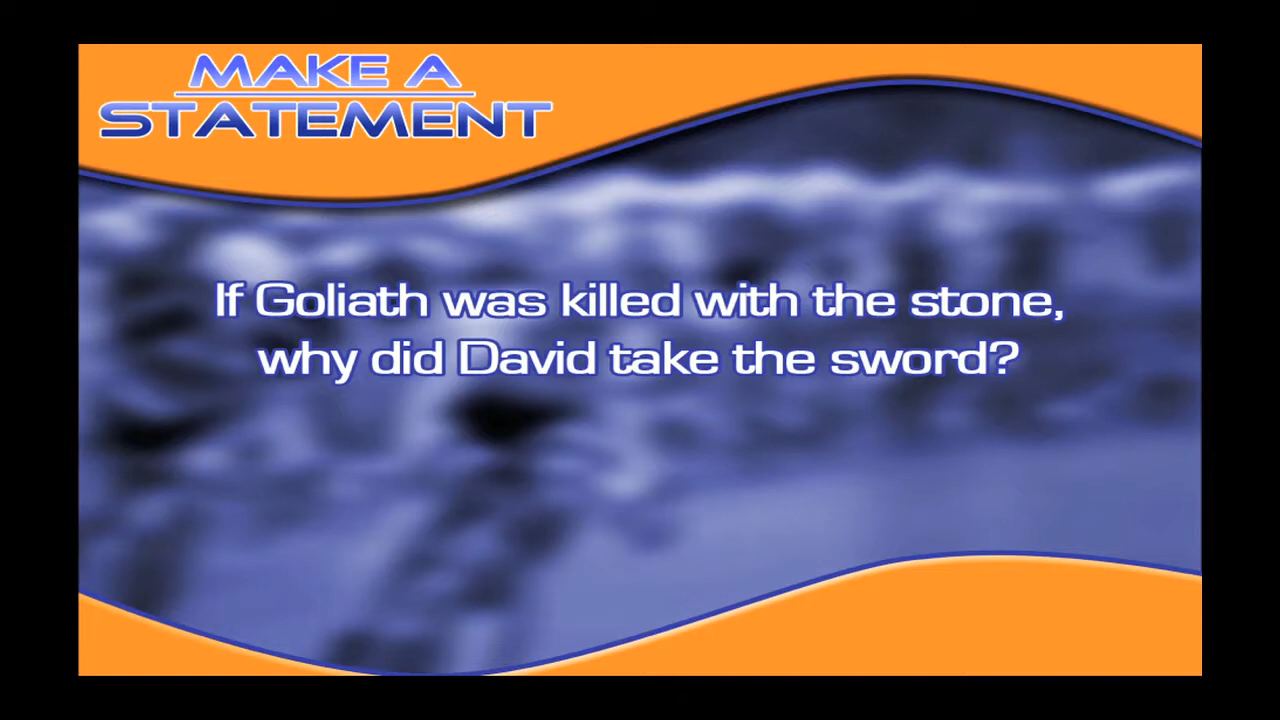 MAKE A
STATEMENT
If Goliath was killed with the stone,
why did David take the sword?